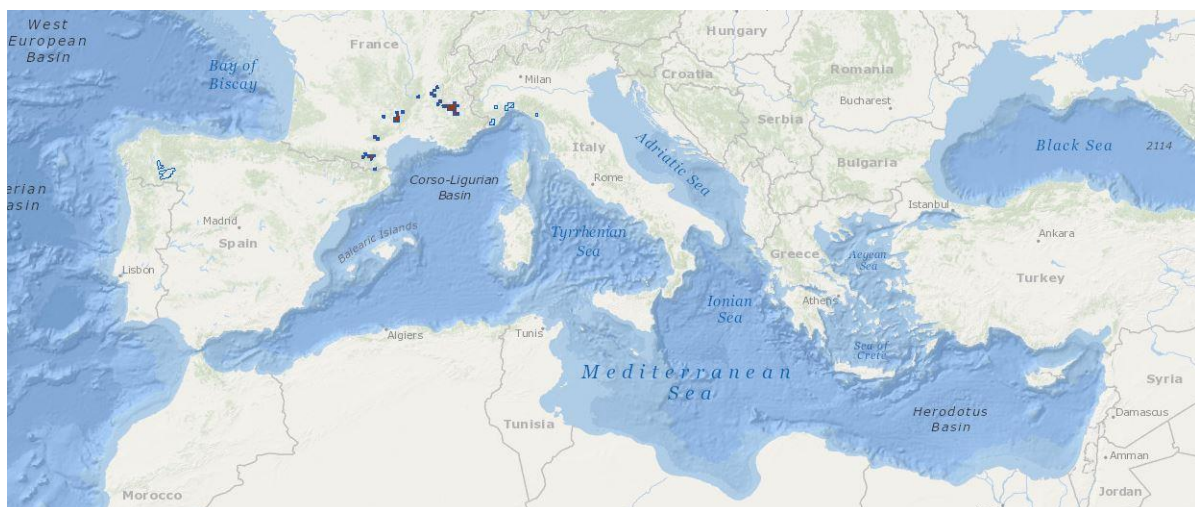 West
European
Basin
Bay of
Biscay
France
Milan
Hungary
Croatia
Romania
Bucharest
Serbia
Bulgaria
Black Sea
2114
Italy
Adriatic Sea
Rome
Corso-Ligurian
Basin
erian
asin
Madrid
Spain
Balearic Islands
Lisbon
Tyrrhenian
Sea
Istanbul
Ankara
Turkey
Greece
Aegean
Sea
Athens
Ionian
Sea
Sea of
Crete
Algiers
Tunis
Mediterranean
Sea
Tunisia
Herodotus
Basin
Syria
Damascus
Amman
Jordan
Morocco